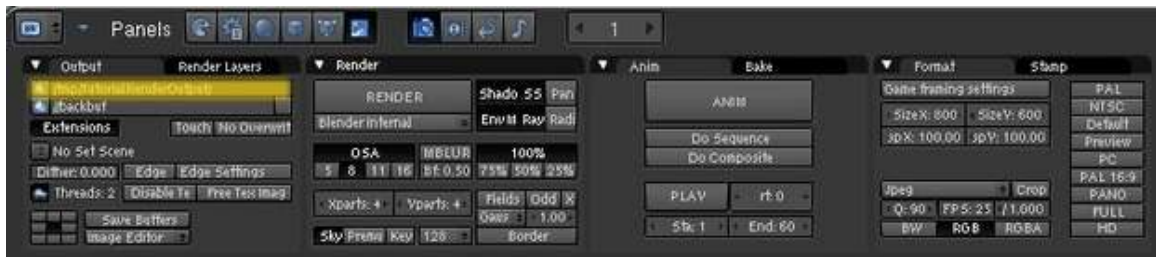 Panels
1
Output Render Layers
/tmp/TutorialRenderOutput/
//backbuf
Extensions Touch No Overwrit
No Set Scene
Dither: 0.000 Edge Edge Settings
Threads: 2 Disable Te Free Tex Imag
Save Buffers
Image Editor
Render
RENDER
Blender Internal
Shado SS Pan
EnvM Ray Radi
OSA MBLUR 100%
5 8 11 16 Bf: 0.50 75% 50% 25%
Xparts: 4 Yparts: 4
Fields Odd X
Gaus 1.00
Sky Premu Key 128 Border
Anim Bake
ANIM
Do Sequence
Do Composite
PLAY rt: 0
Sta: 1 End: 60
Format Stamp
Game framing settings
SizeX: 800 SizeY: 600
AspX: 100.00 AspY: 100.00
Jpeg Crop
Q: 90 FPS: 25 /1.000
BW RGB RGBA
PAL
NTSC
Default
Preview
PC
PAL 16:9
PANO
FULL
HD